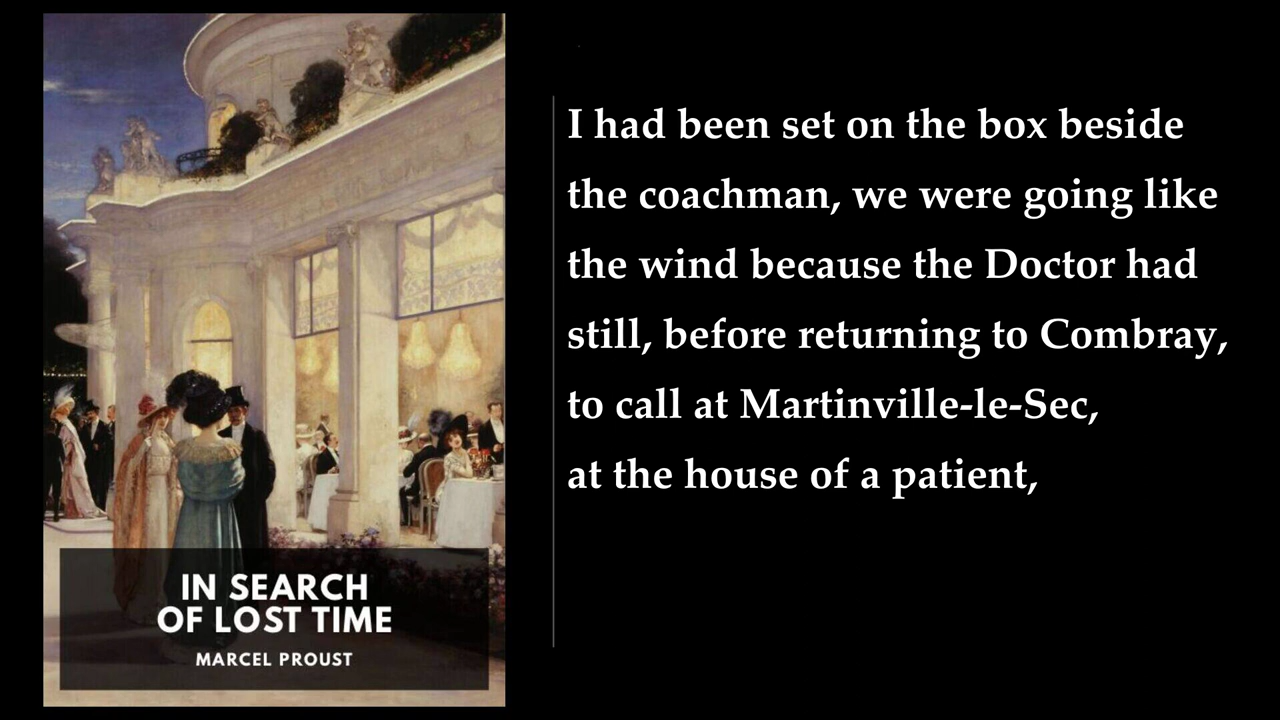 I had been set on the box beside
the coachman, we were going like
the wind because the Doctor had
still, before returning to Combray,
to call at Martinville-le-Sec,
at the house of a patient,
IN SEARCH
OF LOST TIME
MARCEL PROUST